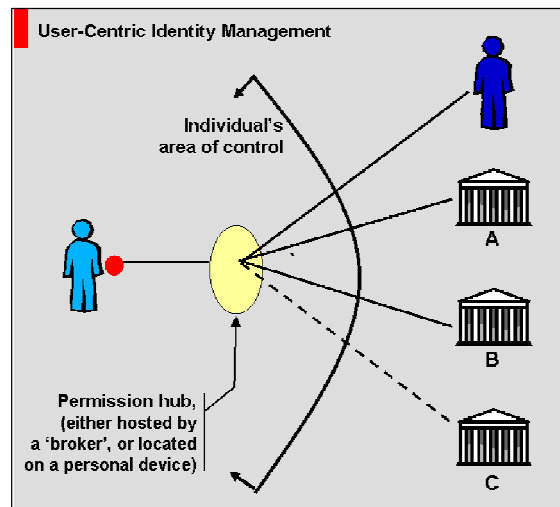 User-Centric Identity Management
Individual's
area of control
A
B
Permission hub,
(either hosted by
a ‘broker’, or located
on a personal device)
C